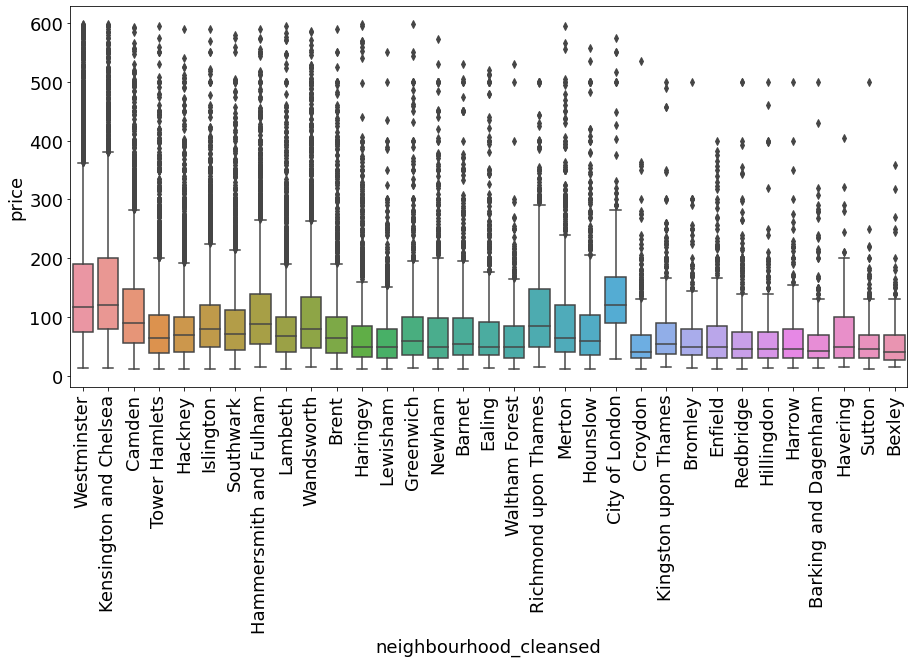 600
500
400
300
200
100
0
price
Westminster
Kensington and Chelsea
Camden
Tower Hamlets
Hackney
Islington
Southwark
Hammersmith and Fulham
Lambeth
Wandsworth
Brent
Haringey
Lewisham
Greenwich
Newham
Barnet
Ealing
Waltham Forest
Richmond upon Thames
Merton
Hounslow
City of London
Croydon
Kingston upon Thames
Bromley
Enfield
Redbridge
Hillingdon
Harrow
Barking and Dagenham
Havering
Sutton
Bexley
neighbourhood_cleansed